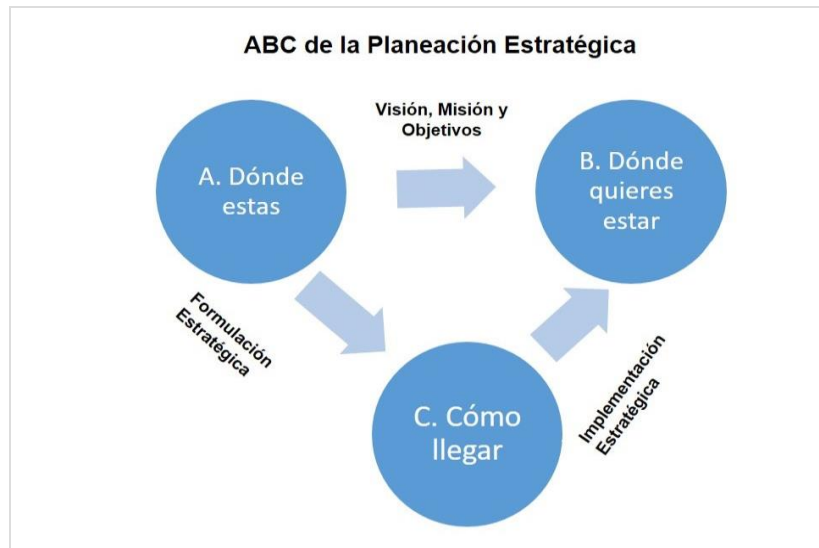 ABC de la Planeación Estratégica
Visión, Misión y
Objetivos
A. Dónde
estas
B. Dónde
quieres
estar
Formulación
Estratégica
C. Cómo
llegar
Implementación
Estratégica